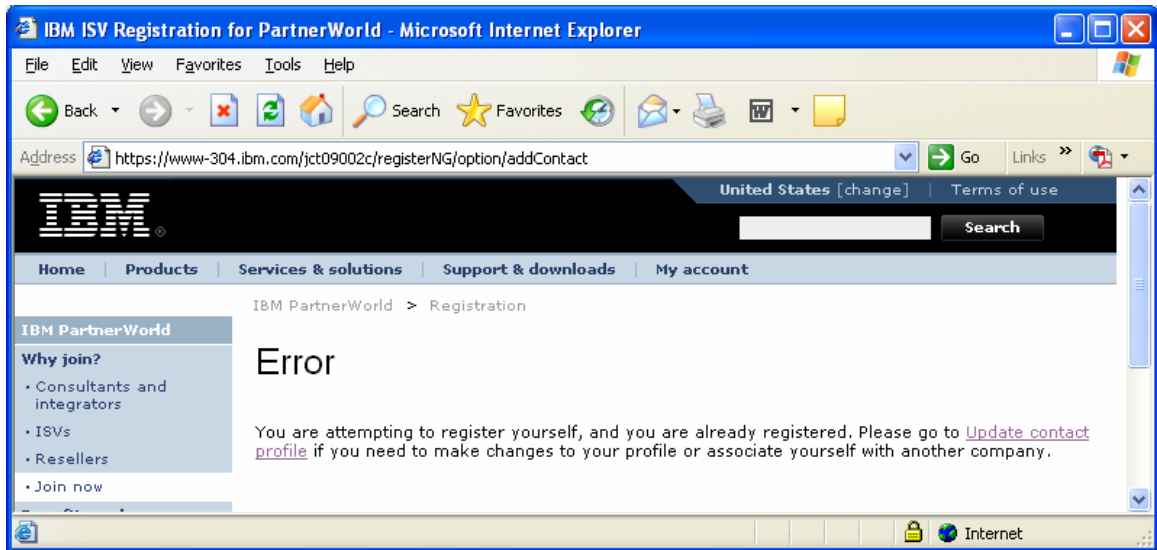 IBM ISV Registration for PartnerWorld - Microsoft Internet Explorer
File Edit View Favorites Tools Help
Back Search Favorites
Address https://www-304.ibm.com/jct09002c/registerNG/option/addContact Go Links »
United States [change] | Terms of use
IBM®
Search
Home | Products | Services & solutions | Support & downloads | My account
IBM PartnerWorld > Registration
IBM PartnerWorld
Why join?
Error
• Consultants and
integrators
• ISVs
You are attempting to register yourself, and you are already registered. Please go to Update contact
profile if you need to make changes to your profile or associate yourself with another company.
• Resellers
• Join now
Internet